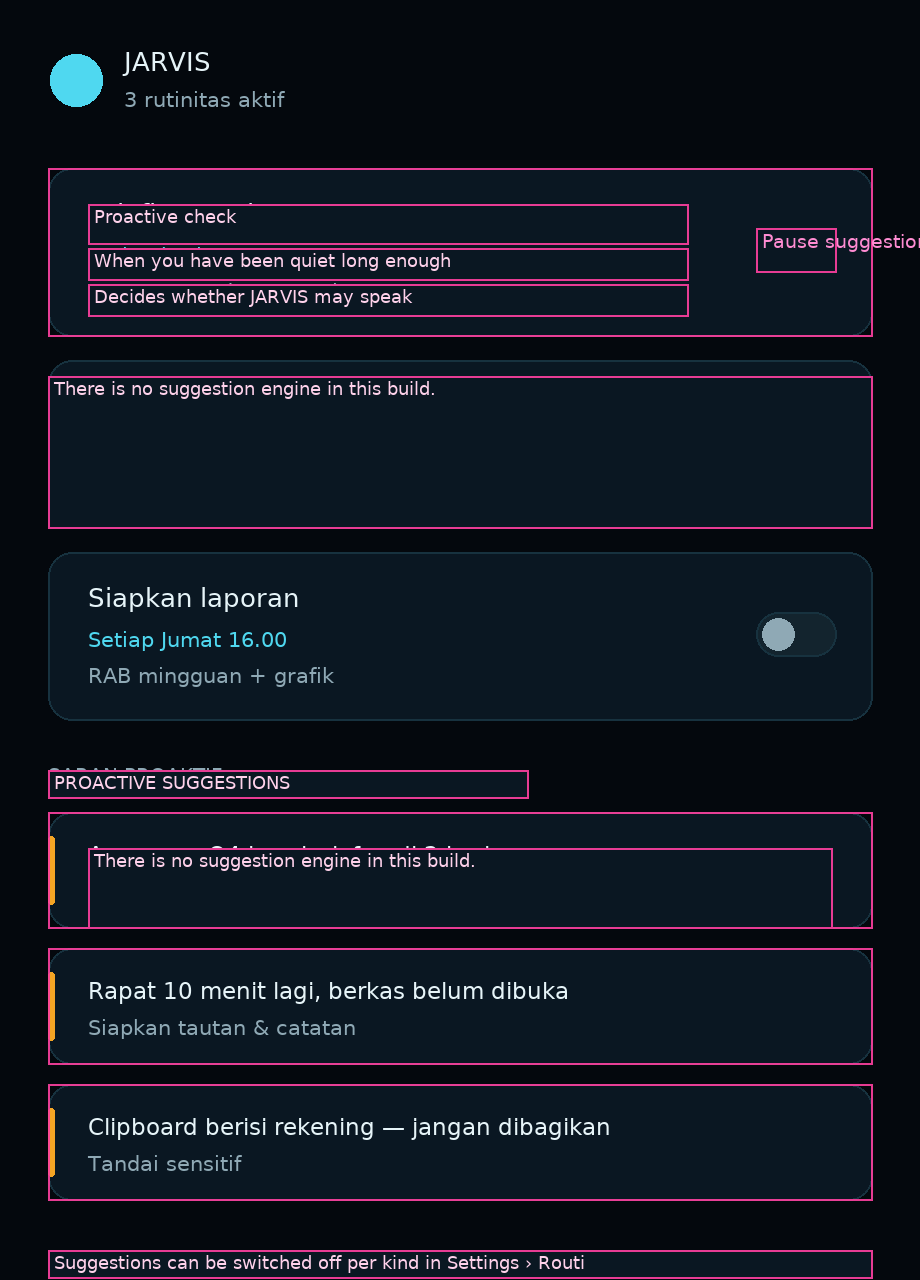 JARVIS
3 rutinitas aktif
Proactive check
When you have been quiet long enough
Decides whether JARVIS may speak
Pause suggestion
There is no suggestion engine in this build.
Siapkan laporan
Setiap Jumat 16.00
RAB mingguan + grafik
PROACTIVE SUGGESTIONS
There is no suggestion engine in this build.
Rapat 10 menit lagi, berkas belum dibuka
Siapkan tautan & catatan
Clipboard berisi rekening — jangan dibagikan
Tandai sensitif
Suggestions can be switched off per kind in Settings › Routi